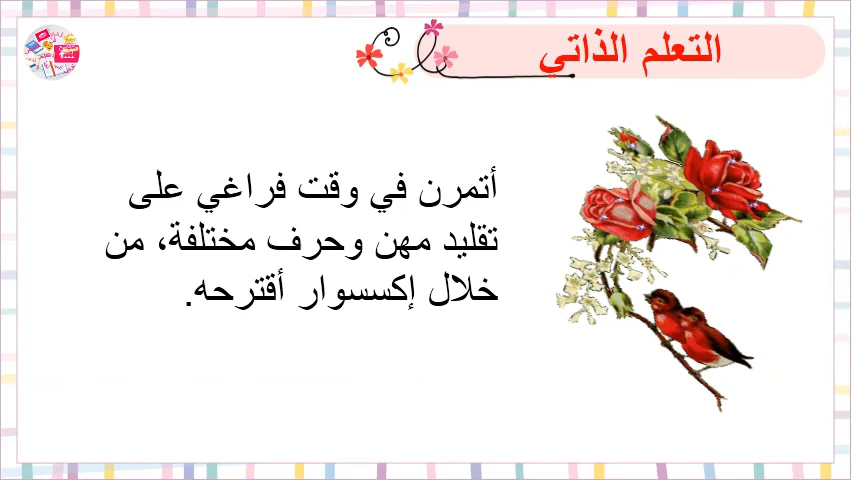 التعلم الذاتي
أتمرن في وقت فراغي على
تقليد مهن وحرف مختلفة، من
خلال إكسسوار أقترحه.